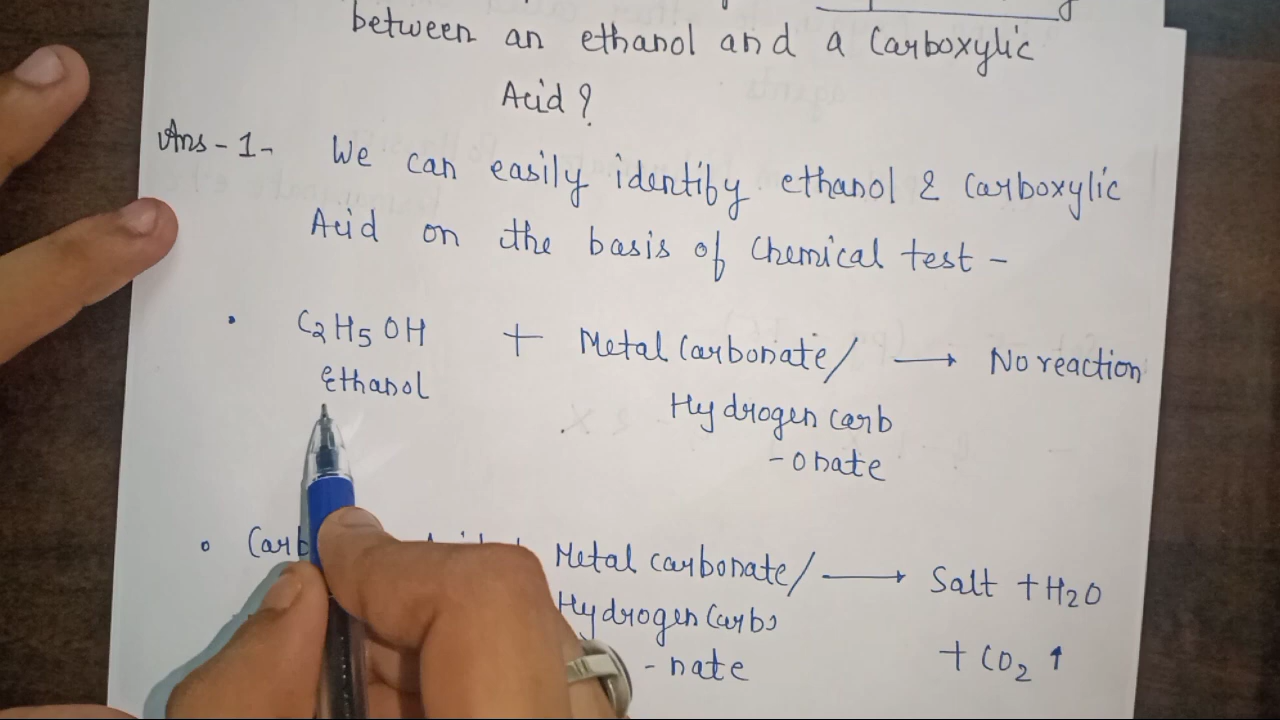 between an ethanol and a Carboxylic
Acid ?
Ans - 1 - We can easily identify ethanol & Carboxylic
Acid on the basis of Chemical test -
• C2H5OH + Metal Carbonate/ → No reaction
Ethanol Hydrogen carb
- onate
• Carb Metal carbonate/ → Salt + H2O
Hydrogen Carbo + CO2 ↑
- nate